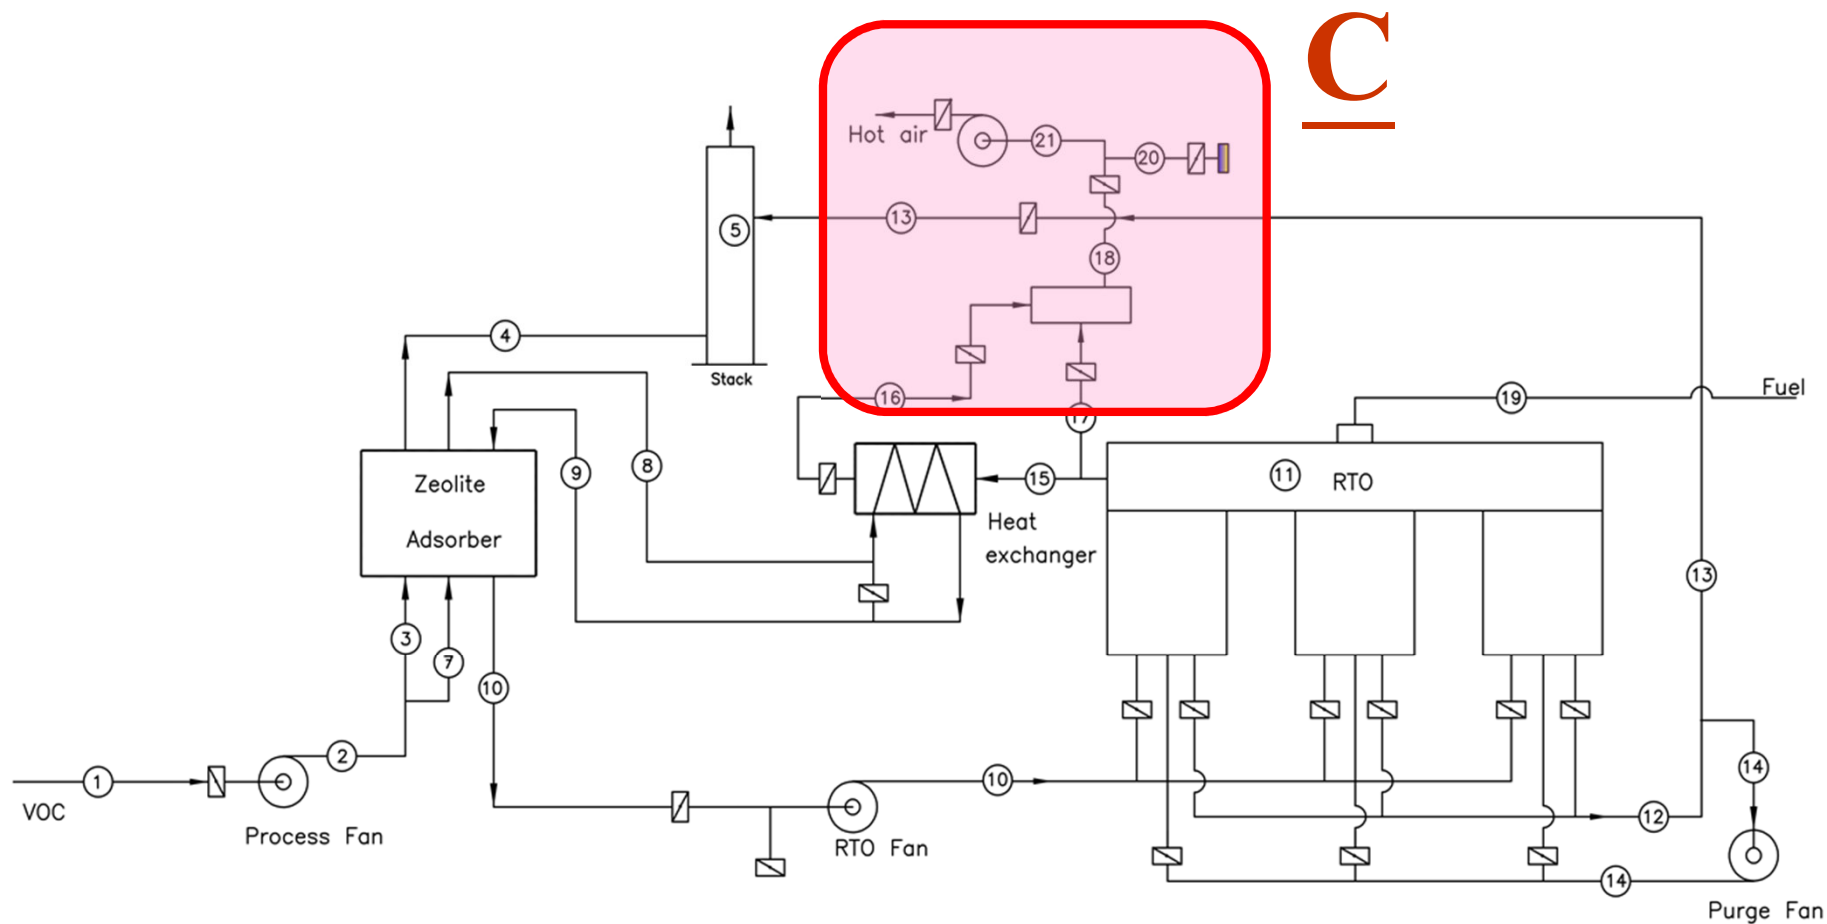 C
Hot air
21
20
13
5
18
4
Stack
16
17
19
Fuel
9
8
15
11
RTO
Zeolite
Adsorber
Heat
exchanger
13
3
7
10
2
1
VOC
Process Fan
10
RTO Fan
14
12
14
Purge Fan